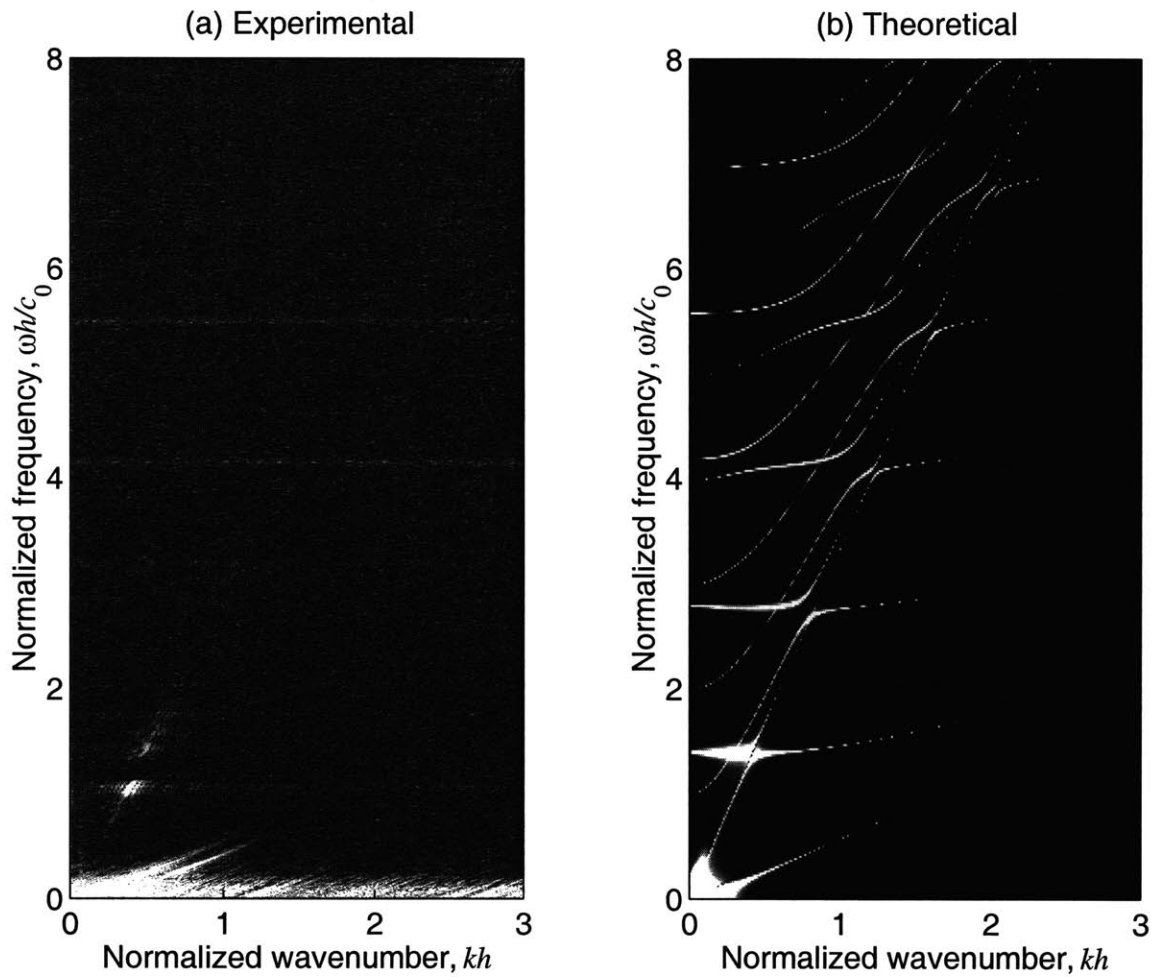 (a) Experimental
(b) Theoretical
8
6
4
2
0
Normalized frequency, ωh/c0
0 1 2 3
Normalized wavenumber, kh
8
6
4
2
0
Normalized frequency, ωh/c0
0 1 2 3
Normalized wavenumber, kh